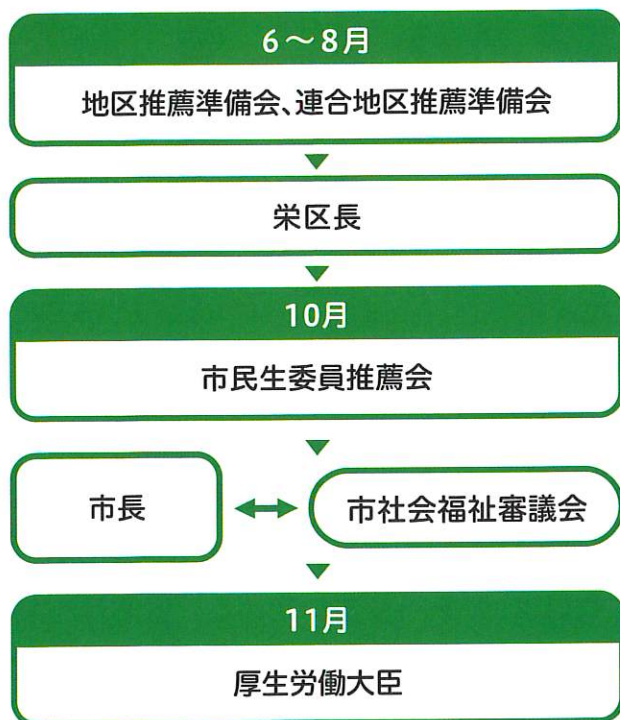 6～8月
地区推薦準備会、連合地区推薦準備会
栄区長
10月
市民生委員推薦会
市長
市社会福祉審議会
11月
厚生労働大臣